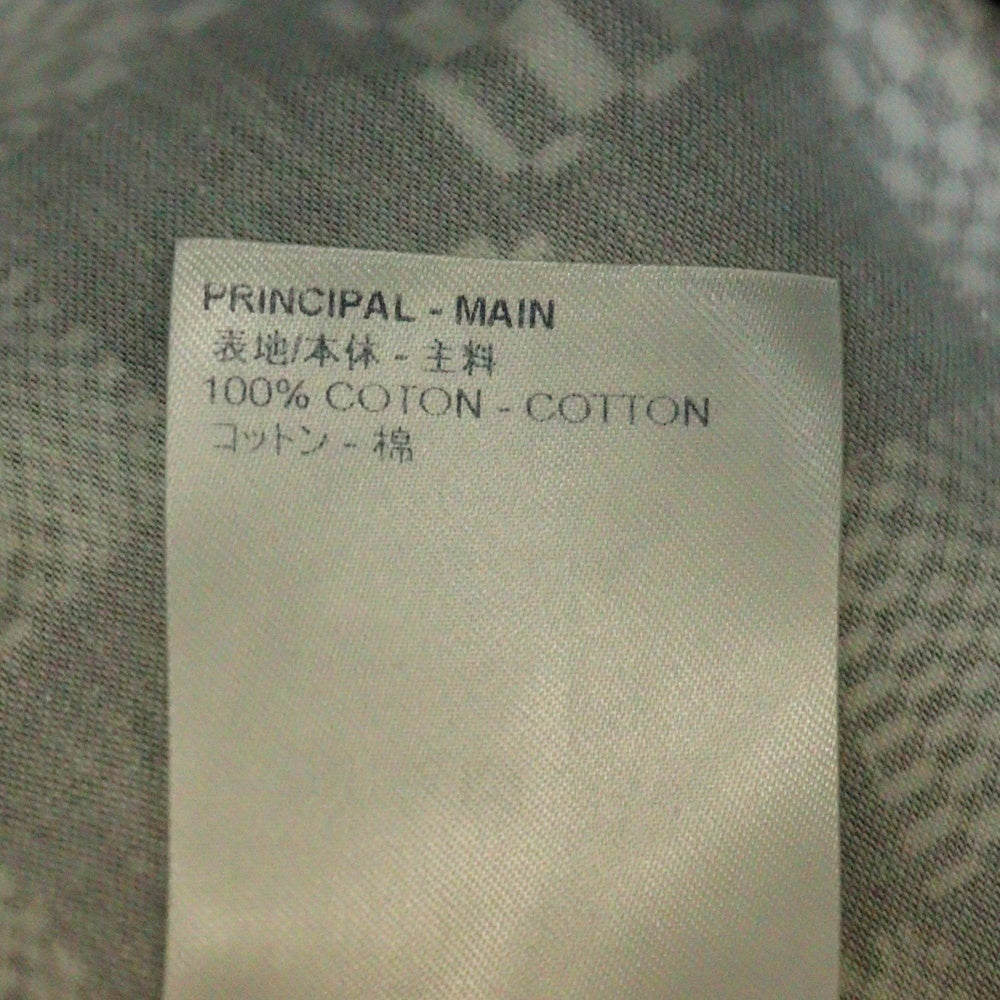 PRINCIPAL - MAIN
表地/本体 - 主料
100% COTON - COTTON
コットン - 棉